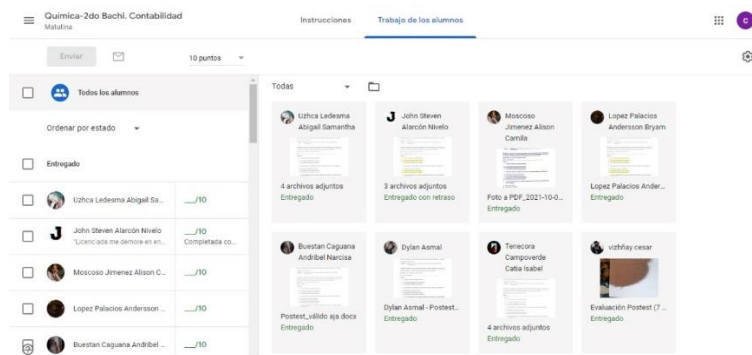 Química-2do Bachi. Contabilidad
Matutina
Instrucciones
Trabajo de los alumnos
C
Enviar
10 puntos
Todos los alumnos
Ordenar por estado
Entregado
Uzhca Ledesma Abigail Sa...
__/10
John Steven Alarcón Nivelo
"Licenciada me demore en en...
__/10
Completada co...
Moscoso Jimenez Alison C...
__/10
Lopez Palacios Andersson ...
__/10
Buestan Caguana Andribel ...
__/10
Todas
Uzhca Ledesma
Abigail Samantha
4 archivos adjuntos
Entregado
J
John Steven
Alarcón Nivelo
3 archivos adjuntos
Entregado con retraso
Moscoso
Jimenez Alison
Camila
Foto a PDF_2021-10-0...
Entregado
Lopez Palacios
Andersson Bryam
Lopez Palacios Ander...
Entregado
Buestan Caguana
Andribel Narcisa
Postest_válido aja.docx
Entregado
Dylan Asmal
Dylan Asmal - Postest...
Entregado
Tenecora
Campoverde
Catia Isabel
4 archivos adjuntos
Entregado
vizhñay cesar
Evaluación Postest (7 ...
Entregado